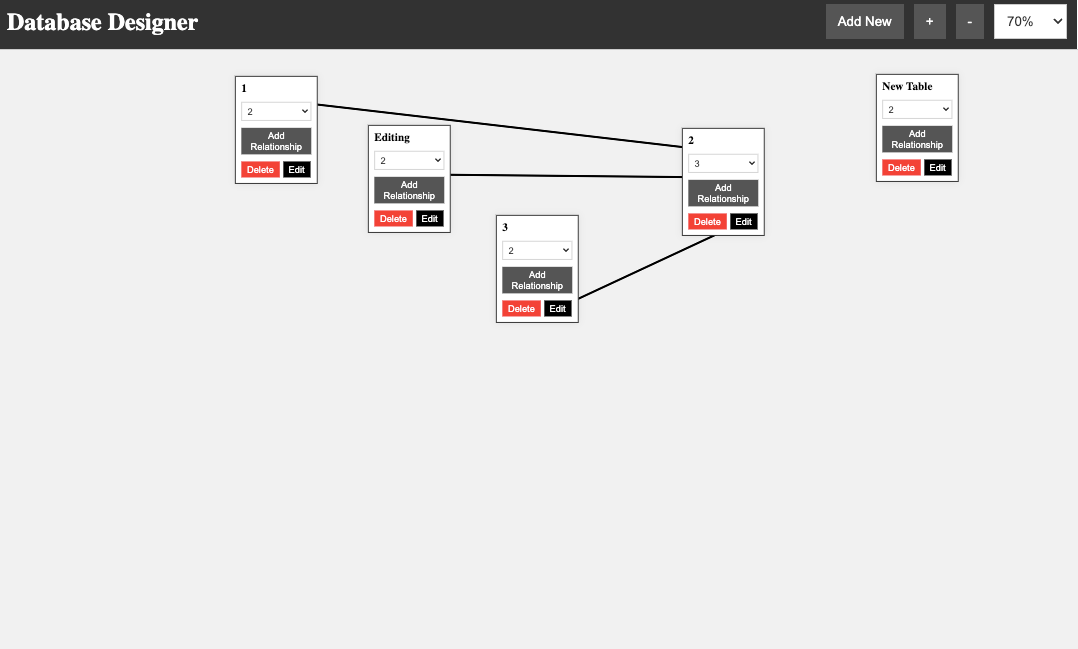 Database Designer
Add New
+
-
70%
1
2
Add
Relationship
Delete Edit
Editing
2
Add
Relationship
Delete Edit
3
2
Add
Relationship
Delete Edit
2
3
Add
Relationship
Delete Edit
New Table
2
Add
Relationship
Delete Edit